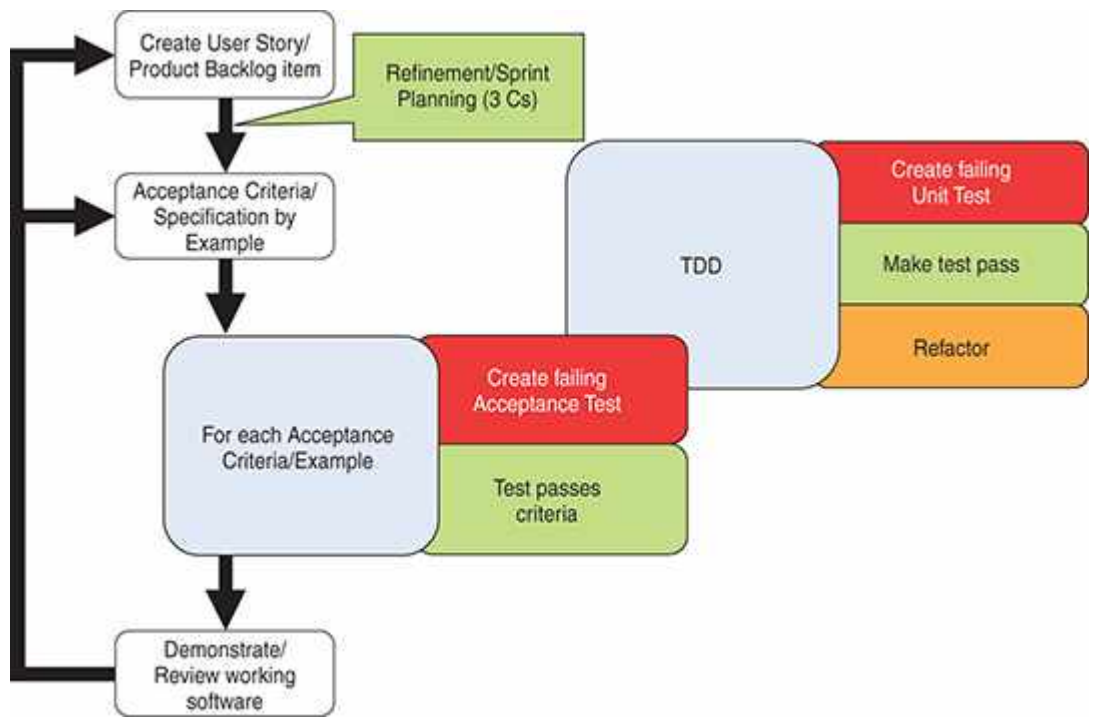 Create User Story/
Product Backlog item
Refinement/Sprint
Planning (3 Cs)
Acceptance Criteria/
Specification by
Example
TDD
Create failing
Unit Test
Make test pass
Refactor
For each Acceptance
Criteria/Example
Create failing
Acceptance Test
Test passes
criteria
Demonstrate/
Review working
software